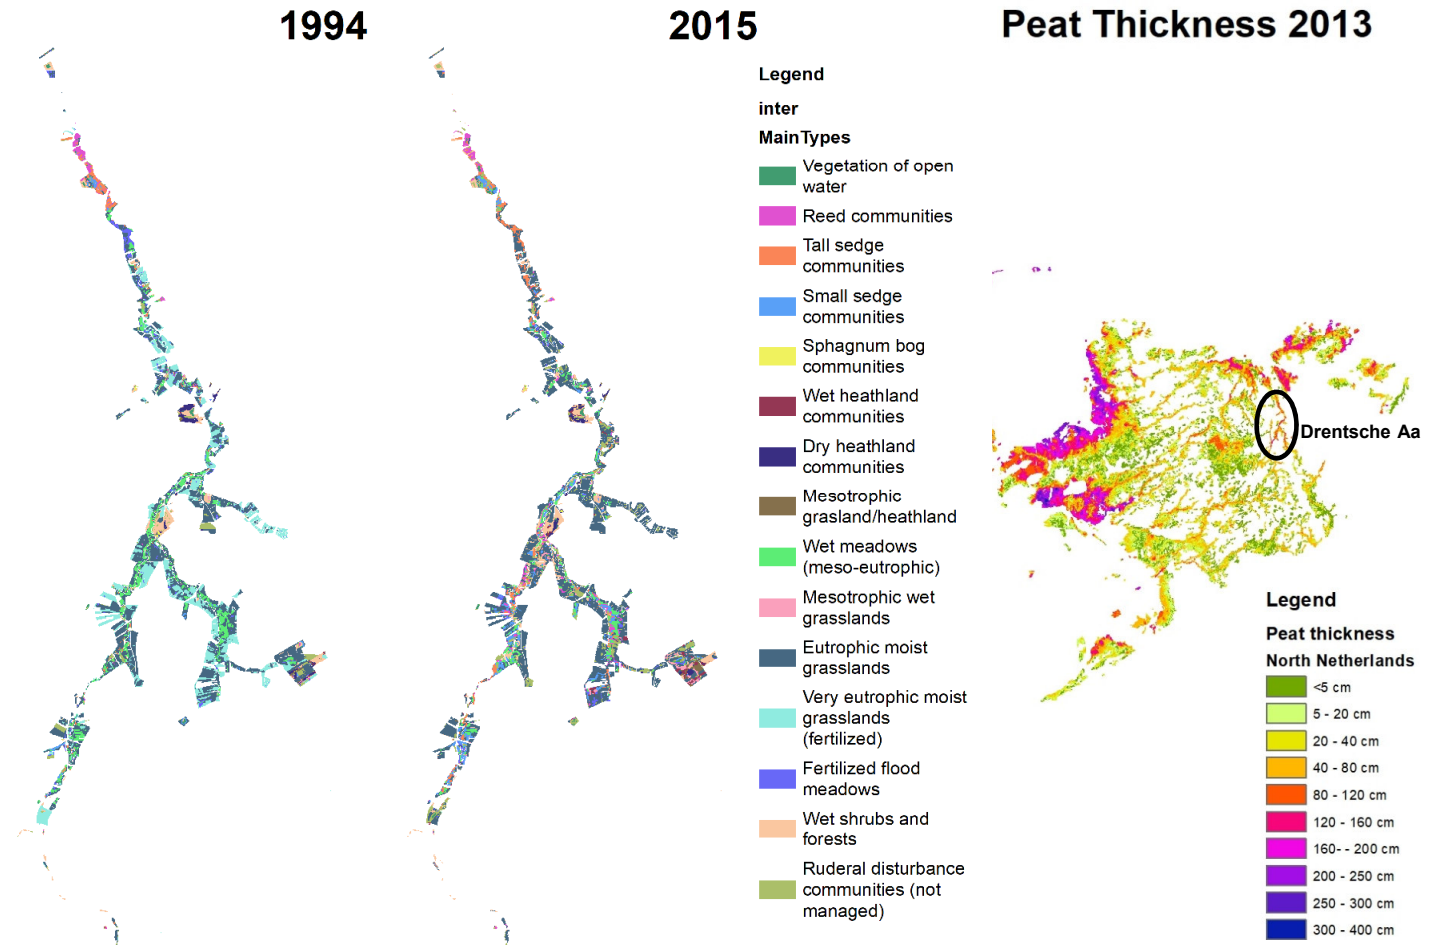 1994
2015
Peat Thickness 2013
Legend
inter
MainTypes
Vegetation of open
water
Reed communities
Tall sedge
communities
Small sedge
communities
Sphagnum bog
communities
Wet heathland
communities
Dry heathland
communities
Mesotrophic
grasland/heathland
Wet meadows
(meso-eutrophic)
Mesotrophic wet
grasslands
Eutrophic moist
grasslands
Very eutrophic moist
grasslands
(fertilized)
Fertilized flood
meadows
Wet shrubs and
forests
Ruderal disturbance
communities (not
managed)
Drentsche Aa
Legend
Peat thickness
North Netherlands
<5 cm
5 - 20 cm
20 - 40 cm
40 - 80 cm
80 - 120 cm
120 - 160 cm
160- - 200 cm
200 - 250 cm
250 - 300 cm
300 - 400 cm